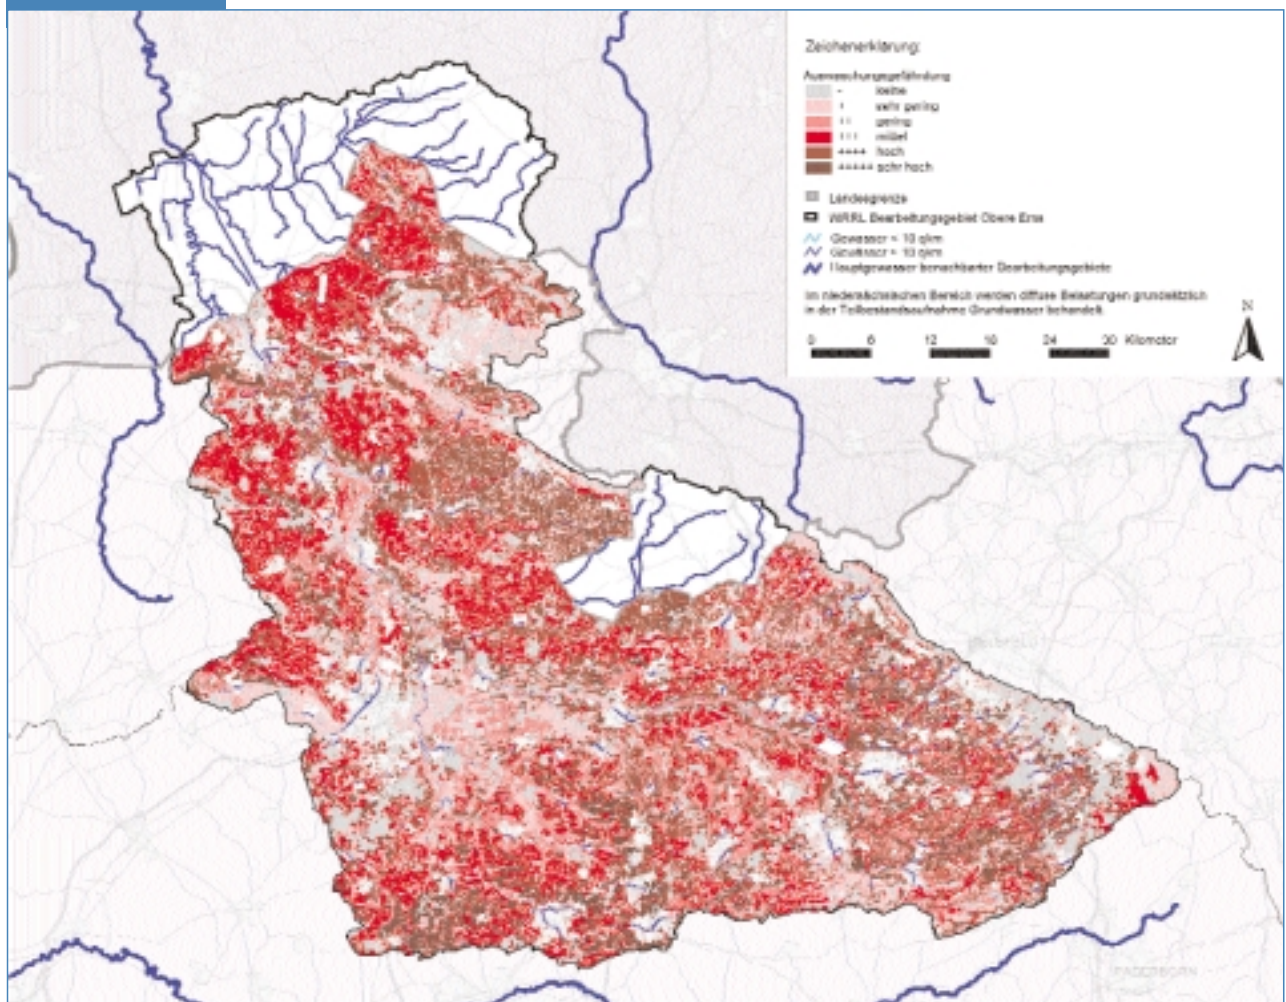 Zeichenerklärung:
Auswaschungsgefährdung
- keine
+ sehr gering
++ gering
+++ mittel
++++ hoch
+++++ sehr hoch
Landesgrenze
WRRL Bearbeitungsgebiet Obere Ems
Gewässer < 10 qkm
Gewässer > 10 qkm
Hauptgewässer benachbarter Bearbeitungsgebiete
Im niedersächsischen Bereich werden diffuse Belastungen grundsätzlich
in der Teilbestandsaufnahme Grundwasser behandelt.
N
0 6 12 18 24 30 Kilometer
PADERBORN